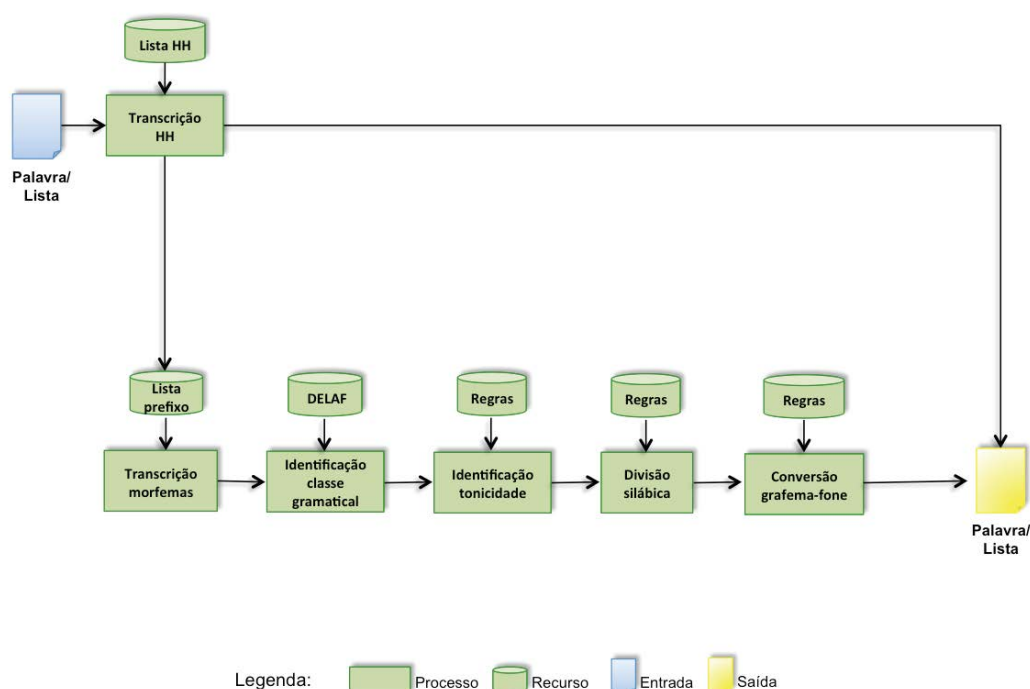 Lista HH
Transcrição
HH
Palavra/
Lista
Lista
prefixo
DELAF
Regras
Regras
Regras
Transcrição
morfemas
Identificação
classe
gramatical
Identificação
tonicidade
Divisão
silábica
Conversão
grafema-fone
Palavra/
Lista
Legenda: Processo Recurso Entrada Saída